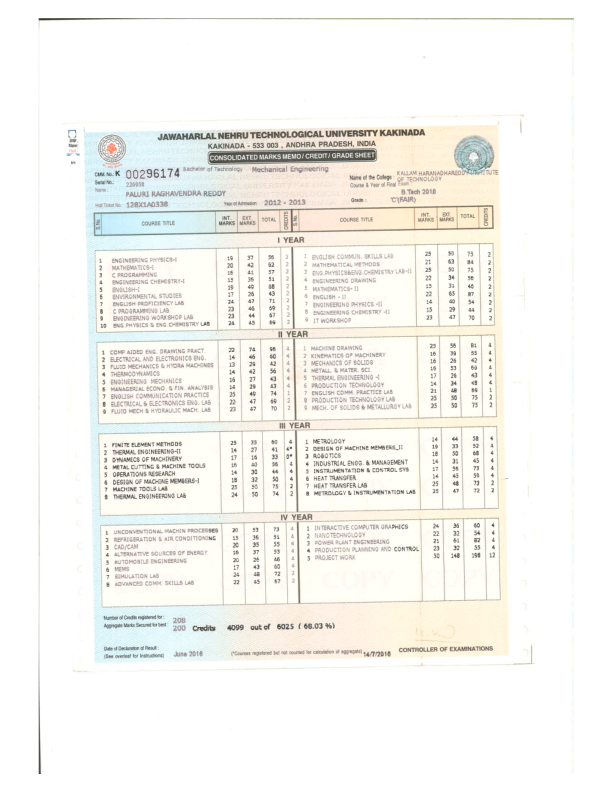 JAWAHARLAL NEHRU TECHNOLOGICAL UNIVERSITY KAKINADA
KAKINADA - 533 003 , ANDHRA PRADESH, INDIA
CONSOLIDATED MARKS MEMO / CREDIT / GRADE SHEET
CMM. No.: K 00296174 Bachelor of Technology Mechanical Engineering
Serial No.: Name of the College : KALLAM HARANADHAREDDY INSTITUTE OF TECHNOLOGY
Course & Year of Final Exam: B.Tech 2018
Name : PALURI RAGHAVENDRA REDDY Grade : 'C'(FAIR)
Hall Ticket No. 128X1A0338 Year of Admission 2012 - 2013
S.No. COURSE TITLE INT. MARKS EXT. MARKS TOTAL CREDITS S.No. COURSE TITLE INT. MARKS EXT. MARKS TOTAL CREDITS
I YEAR
1 ENGINEERING PHYSICS-I 19 37 56 2 1 ENGLISH COMMUN. SKILLS LAB 25 50 75 2
2 MATHEMATICS-I 20 42 62 2 2 MATHEMATICAL METHODS 21 63 84 2
3 C PROGRAMMING 16 41 57 2 3 ENG.PHYSICS&ENG.CHEMISTRY LAB-II 25 50 75 2
4 ENGINEERING CHEMISTRY-I 15 36 51 2 4 ENGINEERING DRAWING 22 34 56 2
5 ENGLISH-I 19 49 68 2 5 MATHEMATICS-II 15 31 46 2
6 ENVIRONMENTAL STUDIES 17 26 43 2 6 ENGLISH - II 22 65 87 2
7 ENGLISH PROFICIENCY LAB 24 47 71 2 7 ENGINEERING PHYSICS -II 14 40 54 2
8 C PROGRAMMING LAB 23 46 69 2 8 ENGINEERING CHEMISTRY -II 15 29 44 2
9 ENGINEERING WORKSHOP LAB 23 44 67 2 9 IT WORKSHOP 23 47 70 2
10 ENG.PHYSICS & ENG.CHEMISTRY LAB 24 45 69 2
II YEAR
1 COMP AIDED ENG. DRAWING PRACT. 22 74 96 4 1 MACHINE DRAWING 25 56 81 4
2 ELECTRICAL AND ELECTRONICS ENG. 14 46 60 4 2 KINEMATICS OF MACHINERY 16 39 55 4
3 FLUID MECHANICS & HYDRA MACHINES 13 29 42 4 3 MECHANICS OF SOLIDS 16 26 42 4
4 THERMODYNAMICS 14 42 56 4 4 METALL. & MATER. SCI 16 53 69 4
5 ENGINEERING MECHANICS 16 27 43 4 5 THERMAL ENGINEERING -I 17 26 43 4
6 MANAGERIAL ECONO. & FIN. ANALYSIS 14 29 43 4 6 PRODUCTION TECHNOLOGY 14 34 48 4
7 ENGLISH COMMUNICATION PRACTICE 25 49 74 1 7 ENGLISH COMM. PRACTICE LAB 21 48 69 1
8 ELECTRICAL & ELECTRONICS ENG. LAB 22 47 69 2 8 PRODUCTION TECHNOLOGY LAB 25 50 75 2
9 FLUID MECH & HYDRAULIC MACH. LAB 23 47 70 2 9 MECH. OF SOLIDS & METALLURGY LAB 25 50 75 2
III YEAR
1 FINITE ELEMENT METHODS 25 35 60 4 1 METROLOGY 14 44 58 4
2 THERMAL ENGINEERING-II 14 27 41 4* 2 DESIGN OF MACHINE MEMBERS_II 19 33 52 4
3 DYNAMICS OF MACHINERY 17 16 33 0* 3 ROBOTICS 18 50 68 4
4 METAL CUTTING & MACHINE TOOLS 16 40 56 4 4 INDUSTRIAL ENGG. & MANAGEMENT 14 31 45 4
5 OPERATIONS RESEARCH 14 30 44 4 5 INSTRUMENTATION & CONTROL SYS 17 56 73 4
6 DESIGN OF MACHINE MEMBERS-I 18 32 50 4 6 HEAT TRANSFER 14 45 59 4
7 MACHINE TOOLS LAB 25 50 75 2 7 HEAT TRANSFER LAB 25 48 73 2
8 THERMAL ENGINEERING LAB 24 50 74 2 8 METROLOGY & INSTRUMENTATION LAB 25 47 72 2
IV YEAR
1 UNCONVENTIONAL MACHIN PROCESSES 20 53 73 4 1 INTERACTIVE COMPUTER GRAPHICS 24 36 60 4
2 REFRIGERATION & AIR CONDITIONING 15 36 51 4 2 NANOTECHNOLOGY 22 32 54 4
3 CAD/CAM 20 35 55 4 3 POWER PLANT ENGINEERING 21 61 82 4
4 ALTERNATIVE SOURCES OF ENERGY 16 37 53 4 4 PRODUCTION PLANNING AND CONTROL 23 32 55 4
5 AUTOMOBILE ENGINEERING 20 26 46 4 5 PROJECT WORK 50 148 198 12
6 MEMS 17 43 60 4
7 SIMULATION LAB 24 48 72 2
8 ADVANCED COMM. SKILLS LAB 22 45 67 2
COPY
Number of Credits registered for : 208
Aggregate Marks Secured for best : 200 Credits 4099 out of 6025 ( 68.03 %)
Date of Declaration of Result : June 2018
(See overleaf for Instructions) (*Courses registered but not counted for calculation of aggregate) 14/7/2018 CONTROLLER OF EXAMINATIONS